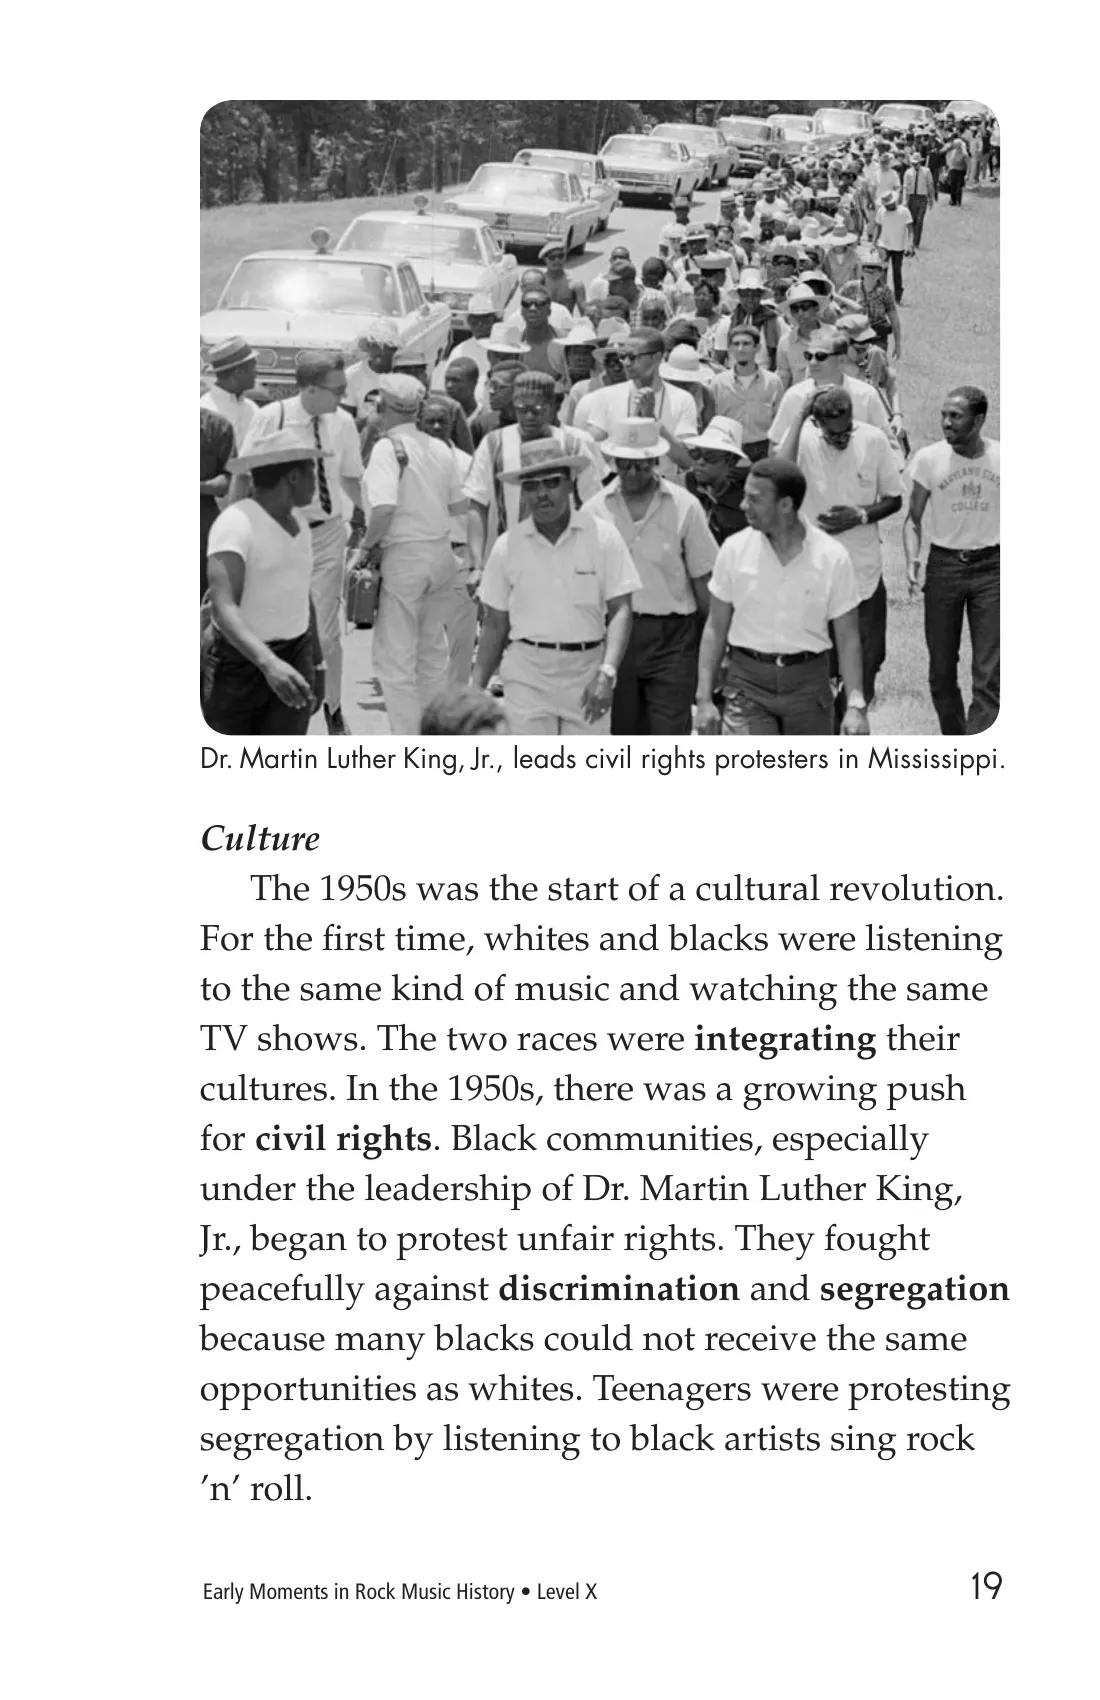 MARYLAND STA
COLLEGE
Dr. Martin Luther King, Jr., leads civil rights protesters in Mississippi.
Culture
The 1950s was the start of a cultural revolution.
For the first time, whites and blacks were listening
to the same kind of music and watching the same
TV shows. The two races were integrating their
cultures. In the 1950s, there was a growing push
for civil rights. Black communities, especially
under the leadership of Dr. Martin Luther King,
Jr., began to protest unfair rights. They fought
peacefully against discrimination and segregation
because many blacks could not receive the same
opportunities as whites. Teenagers were protesting
segregation by listening to black artists sing rock
’n’ roll.
Early Moments in Rock Music History • Level X
19